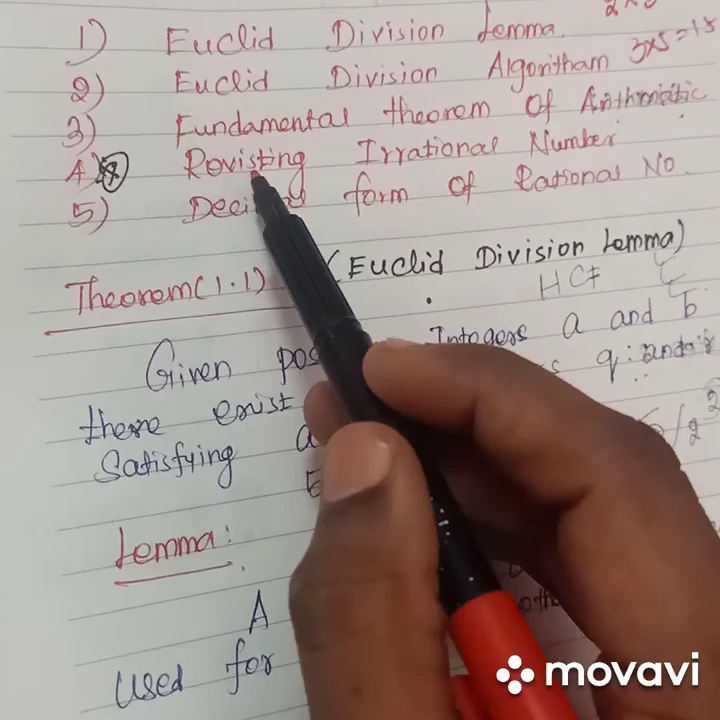 1) Euclid Division Lemma.
2) Euclid Division Algoritham 3x5=15
3) Fundamental theorem Of Arithmatic
4) Revisting Irrational Number
5) form of Rational No.
Theorem(1.1) (Euclid Division Lemma)
HCF
Given Integers a and b
there exist q and
Satisfying a
Lemma:
A
Used for
movavi